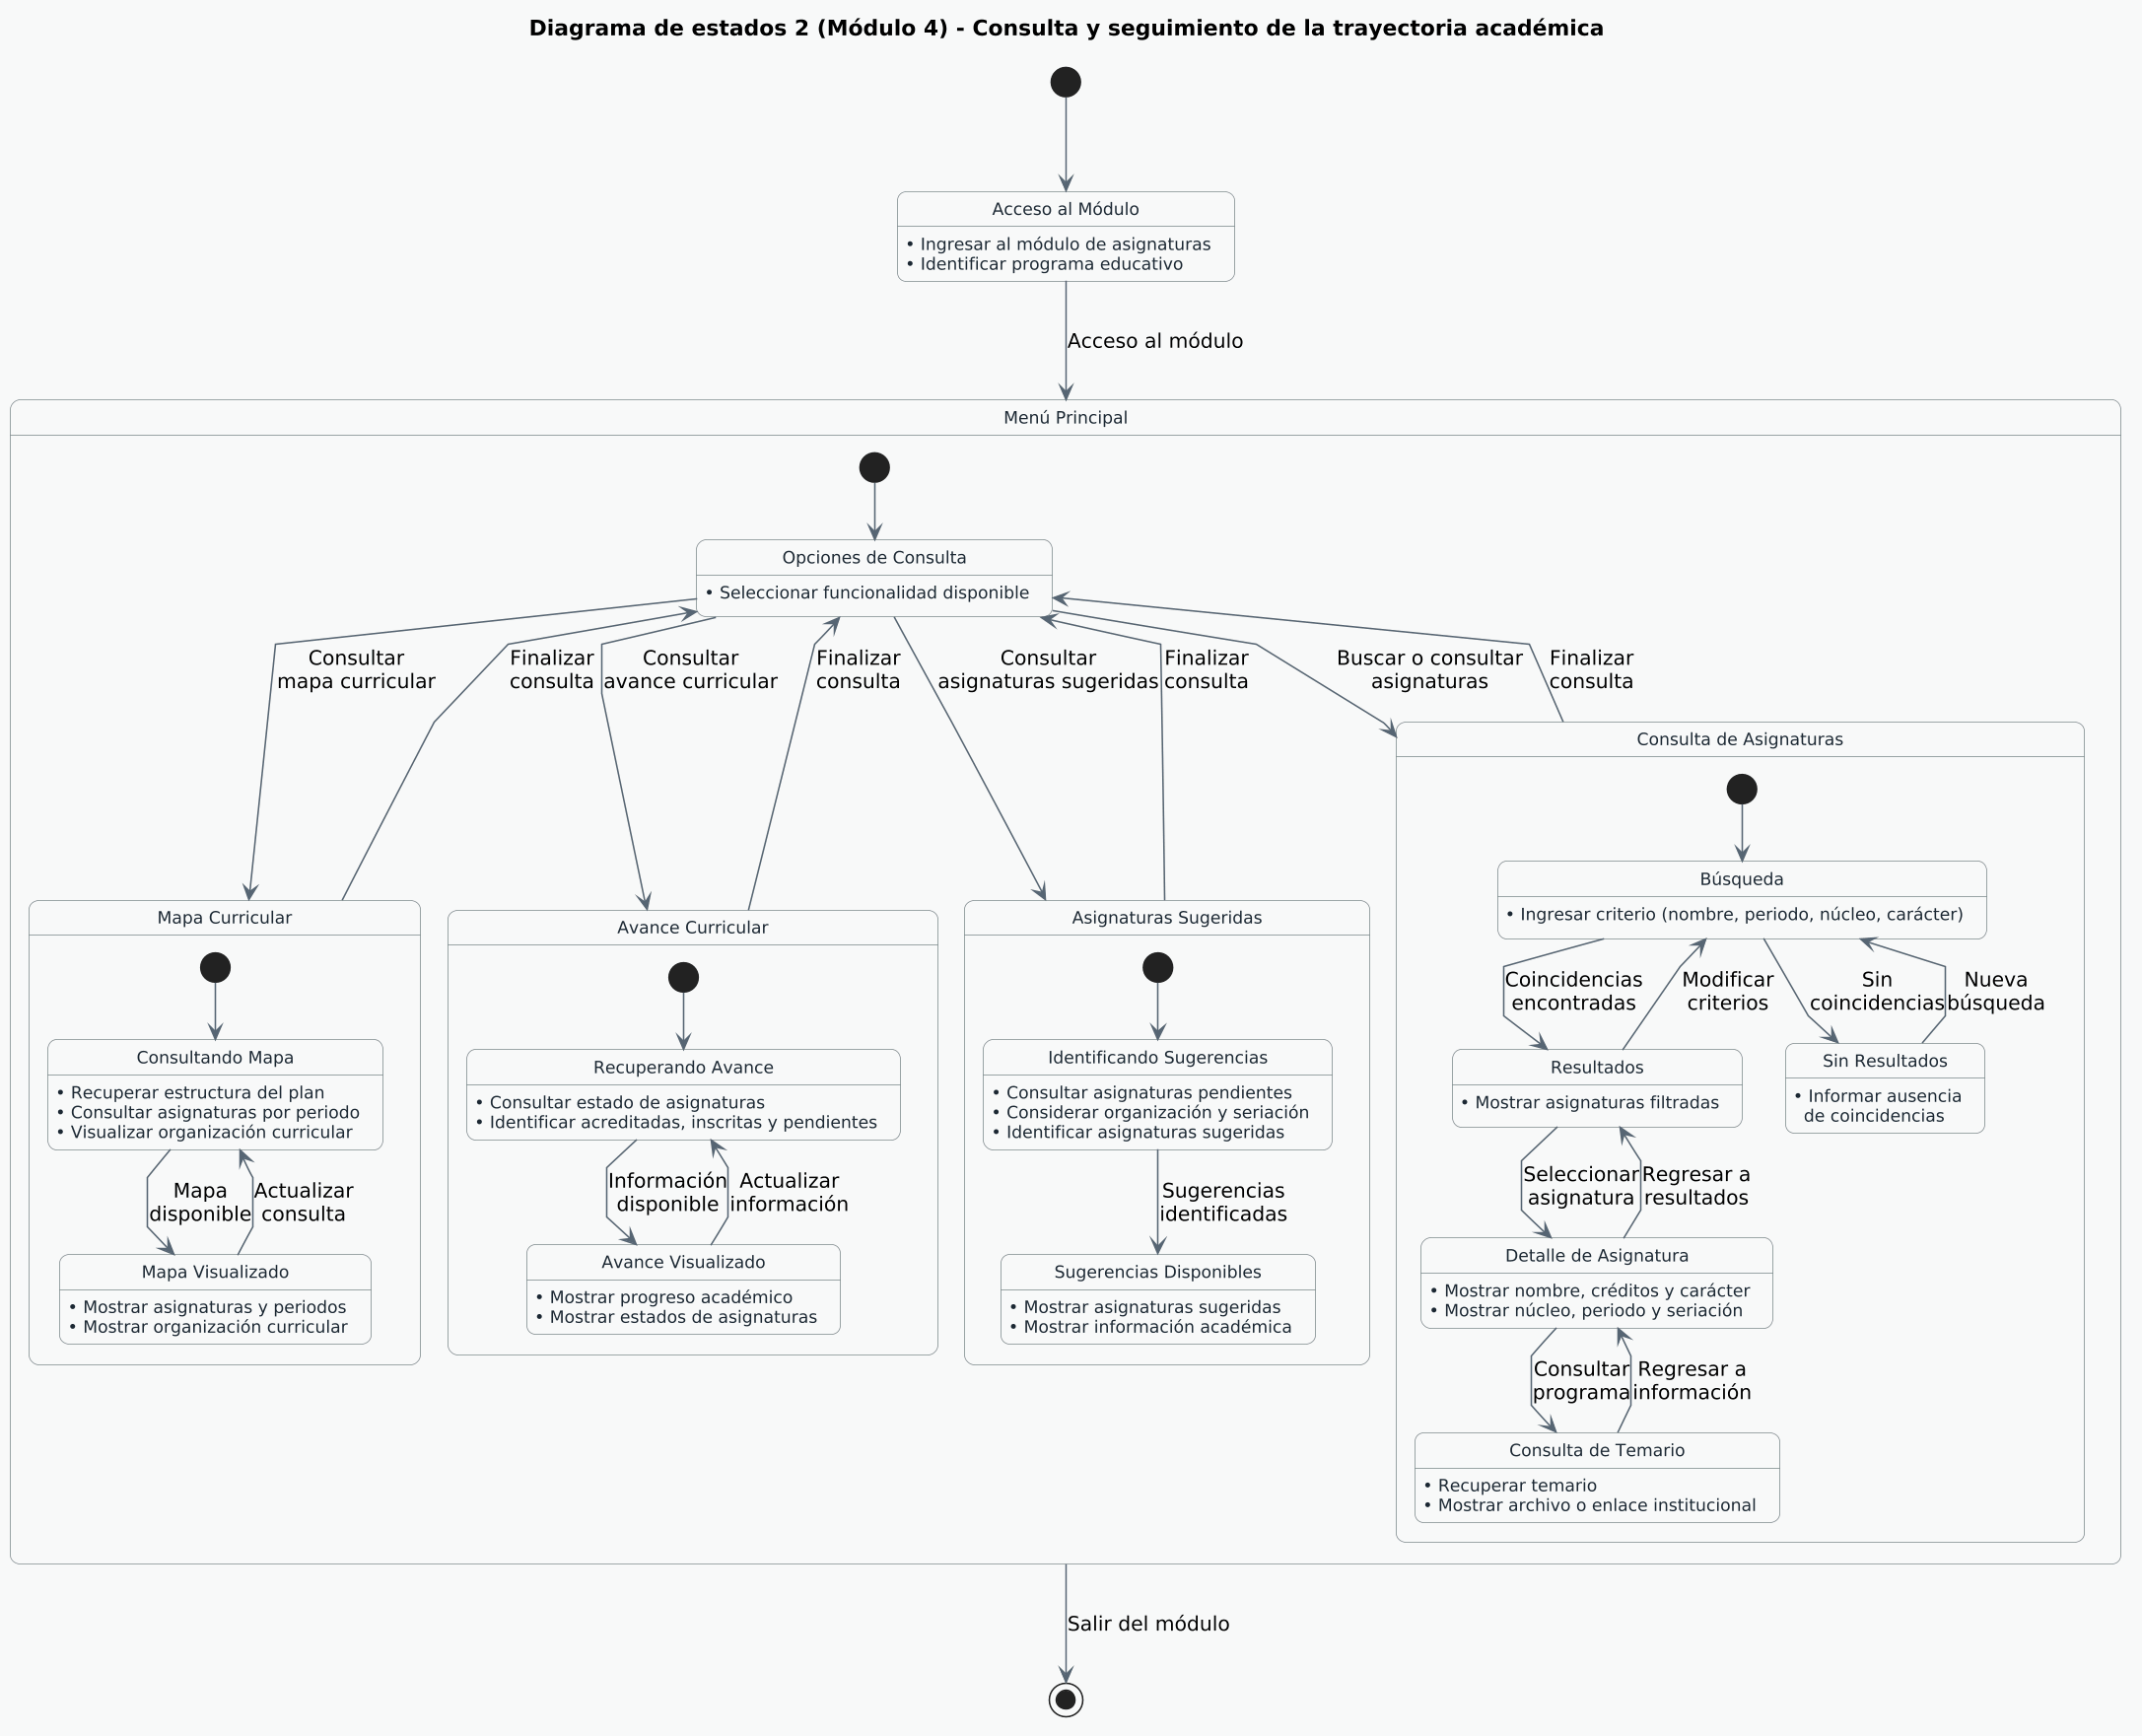 Diagrama de estados 2 (Módulo 4) - Consulta y seguimiento de la trayectoria académica
Acceso al Módulo
• Ingresar al módulo de asignaturas
• Identificar programa educativo
Acceso al módulo
Menú Principal
Opciones de Consulta
• Seleccionar funcionalidad disponible
Consultar
mapa curricular
Finalizar
consulta
Consultar
avance curricular
Finalizar
consulta
Consultar
asignaturas sugeridas
Finalizar
consulta
Buscar o consultar
asignaturas
Finalizar
consulta
Mapa Curricular
Consultando Mapa
• Recuperar estructura del plan
• Consultar asignaturas por periodo
• Visualizar organización curricular
Mapa
disponible
Actualizar
consulta
Mapa Visualizado
• Mostrar asignaturas y periodos
• Mostrar organización curricular
Avance Curricular
Recuperando Avance
• Consultar estado de asignaturas
• Identificar acreditadas, inscritas y pendientes
Información
disponible
Actualizar
información
Avance Visualizado
• Mostrar progreso académico
• Mostrar estados de asignaturas
Asignaturas Sugeridas
Identificando Sugerencias
• Consultar asignaturas pendientes
• Considerar organización y seriación
• Identificar asignaturas sugeridas
Sugerencias
identificadas
Sugerencias Disponibles
• Mostrar asignaturas sugeridas
• Mostrar información académica
Consulta de Asignaturas
Búsqueda
• Ingresar criterio (nombre, periodo, núcleo, carácter)
Coincidencias
encontradas
Modificar
criterios
Sin
coincidencias
Nueva
búsqueda
Resultados
• Mostrar asignaturas filtradas
Sin Resultados
• Informar ausencia
de coincidencias
Seleccionar
asignatura
Regresar a
resultados
Detalle de Asignatura
• Mostrar nombre, créditos y carácter
• Mostrar núcleo, periodo y seriación
Consultar
programa
Regresar a
información
Consulta de Temario
• Recuperar temario
• Mostrar archivo o enlace institucional
Salir del módulo